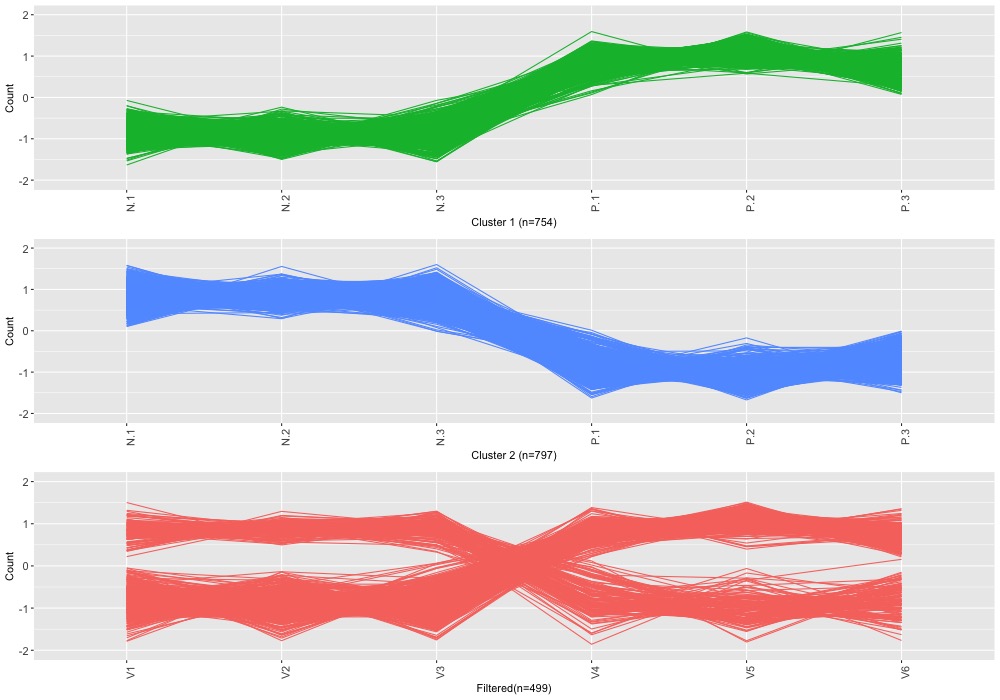 2
1
0
-1
-2
Count
N.1
N.2
N.3
P.1
P.2
P.3
Cluster 1 (n=754)
2
1
0
-1
-2
Count
N.1
N.2
N.3
P.1
P.2
P.3
Cluster 2 (n=797)
2
1
0
-1
-2
Count
V1
V2
V3
V4
V5
V6
Filtered(n=499)